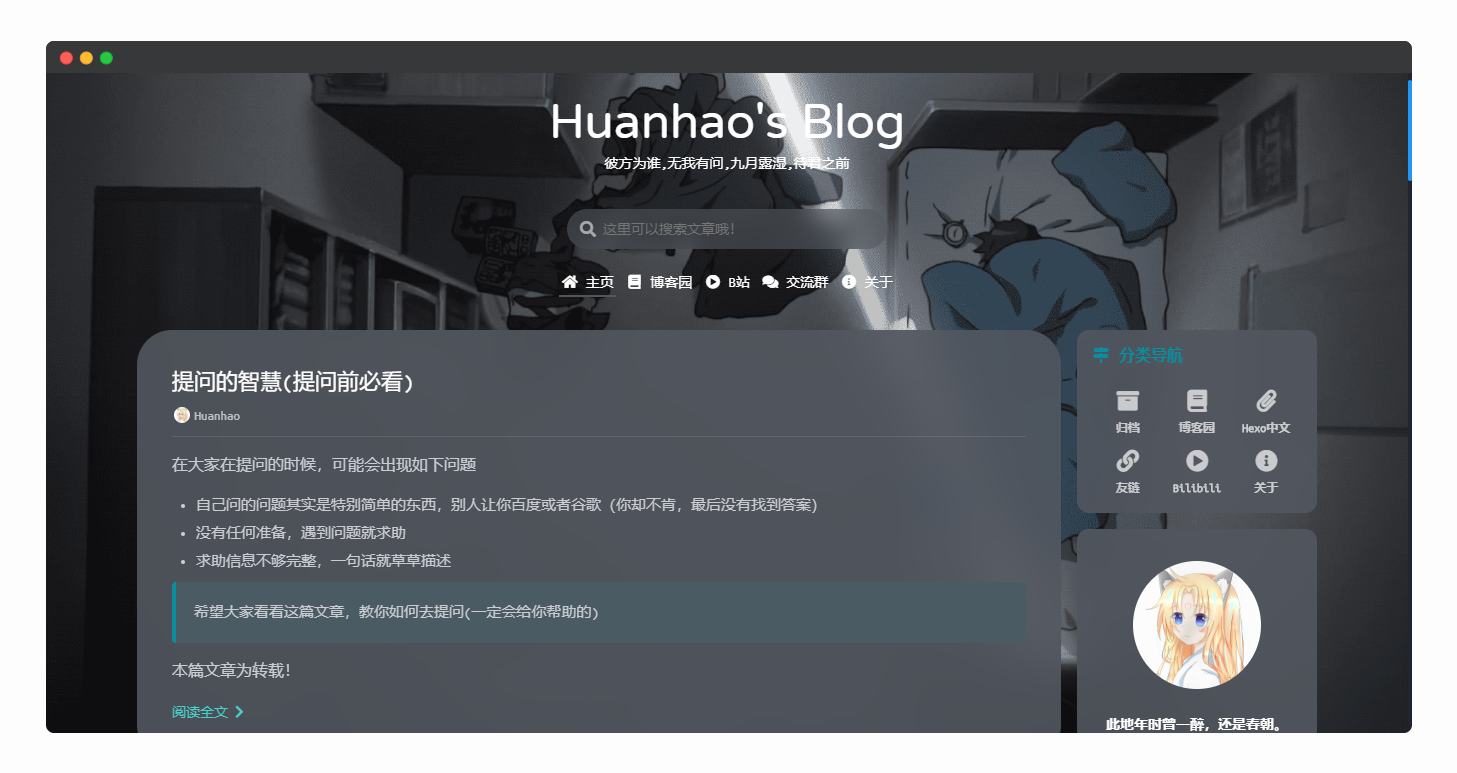 Huanhao's Blog
彼方为谁,无我有问,九月露湿,待君之前
这里可以搜索文章哦!
主页 博客园 B站 交流群 关于
提问的智慧(提问前必看)
Huanhao
在大家在提问的时候，可能会出现如下问题
自己问的问题其实是特别简单的东西，别人让你百度或者谷歌（你却不肯，最后没有找到答案）
没有任何准备，遇到问题就求助
求助信息不够完整，一句话就草草描述
希望大家看看这篇文章，教你如何去提问(一定会给你帮助的)
本篇文章为转载！
阅读全文
分类导航
归档 博客园 Hexo中文
友链 Bilibili 关于
此地年时曾一醉，还是春朝。